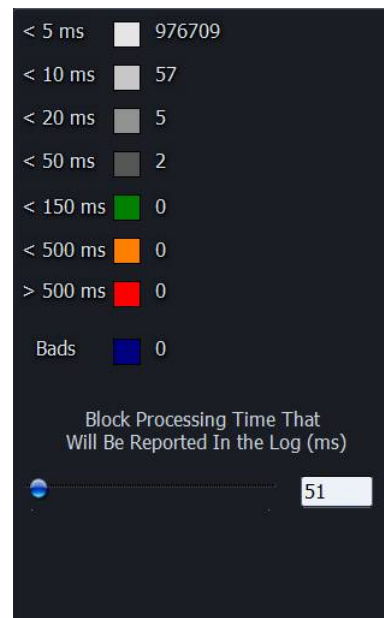 < 5 ms 976709
< 10 ms 57
< 20 ms 5
< 50 ms 2
< 150 ms 0
< 500 ms 0
> 500 ms 0
Bads 0
Block Processing Time That
Will Be Reported In the Log (ms)
51